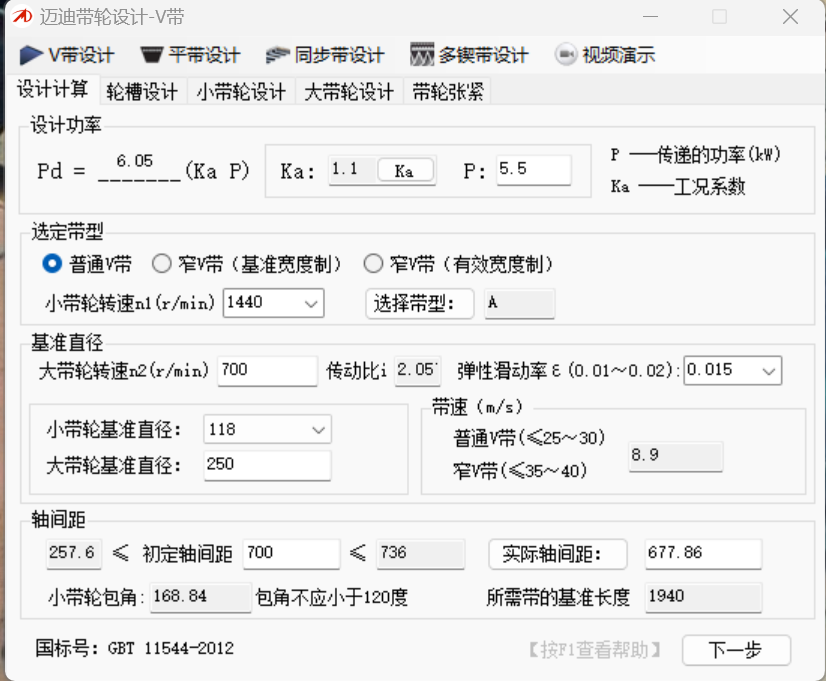 迈迪带轮设计-V带
V带设计 平带设计 同步带设计 多锲带设计 视频演示
设计计算 轮槽设计 小带轮设计 大带轮设计 带轮张紧
设计功率
Pd = 6.05 (Ka P) Ka: 1.1 Ka P: 5.5
P ——传递的功率(kW)
Ka ——工况系数
选定带型
普通V带 窄V带（基准宽度制） 窄V带（有效宽度制）
小带轮转速n1(r/min) 1440 选择带型: A
基准直径
大带轮转速n2(r/min) 700 传动比i 2.05 弹性滑动率ε(0.01～0.02): 0.015
小带轮基准直径: 118
大带轮基准直径: 250
带速（m/s）
普通V带(≤25～30)
窄V带(≤35～40)
8.9
轴间距
257.6 ≤ 初定轴间距 700 ≤ 736 实际轴间距: 677.86
小带轮包角: 168.84 包角不应小于120度 所需带的基准长度 1940
国标号: GBT 11544-2012 【按F1查看帮助】 下一步